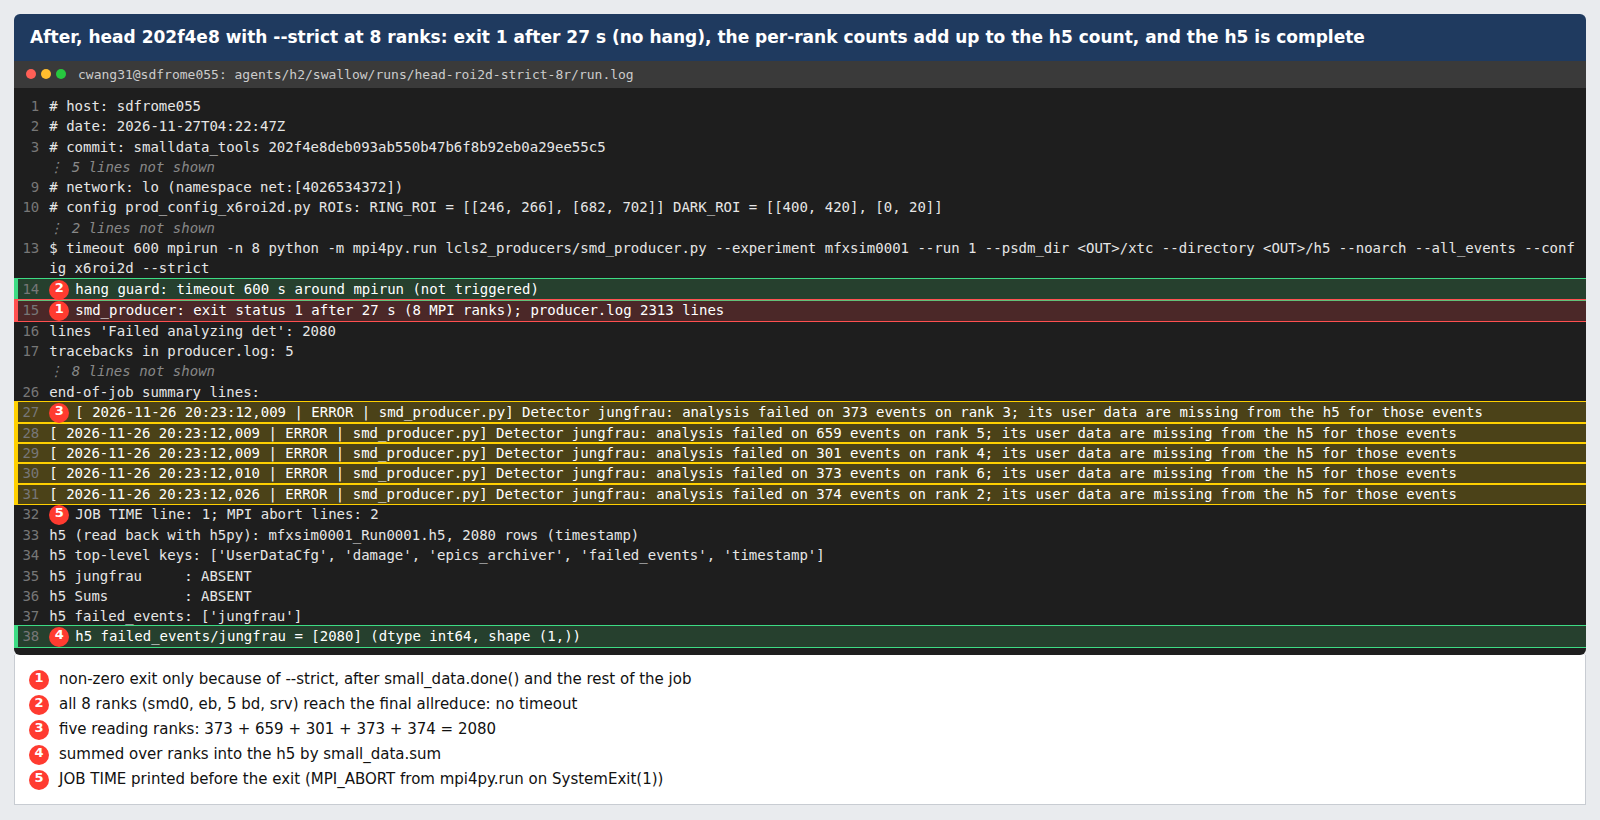 After, head 202f4e8 with --strict at 8 ranks: exit 1 after 27 s (no hang), the per-rank counts add up to the h5 count, and the h5 is complete
cwang31@sdfrome055: agents/h2/swallow/runs/head-roi2d-strict-8r/run.log
1 # host: sdfrome055
2 # date: 2026-11-27T04:22:47Z
3 # commit: smalldata_tools 202f4e8deb093ab550b47b6f8b92eb0a29ee55c5
⋮ 5 lines not shown
9 # network: lo (namespace net:[4026534372])
10 # config prod_config_x6roi2d.py ROIs: RING_ROI = [[246, 266], [682, 702]] DARK_ROI = [[400, 420], [0, 20]]
⋮ 2 lines not shown
13 $ timeout 600 mpirun -n 8 python -m mpi4py.run lcls2_producers/smd_producer.py --experiment mfxsim0001 --run 1 --psdm_dir <OUT>/xtc --directory <OUT>/h5 --noarch --all_events --conf
ig x6roi2d --strict
14 2 hang guard: timeout 600 s around mpirun (not triggered)
15 1 smd_producer: exit status 1 after 27 s (8 MPI ranks); producer.log 2313 lines
16 lines 'Failed analyzing det': 2080
17 tracebacks in producer.log: 5
⋮ 8 lines not shown
26 end-of-job summary lines:
27 3 [ 2026-11-26 20:23:12,009 | ERROR | smd_producer.py] Detector jungfrau: analysis failed on 373 events on rank 3; its user data are missing from the h5 for those events
28 [ 2026-11-26 20:23:12,009 | ERROR | smd_producer.py] Detector jungfrau: analysis failed on 659 events on rank 5; its user data are missing from the h5 for those events
29 [ 2026-11-26 20:23:12,009 | ERROR | smd_producer.py] Detector jungfrau: analysis failed on 301 events on rank 4; its user data are missing from the h5 for those events
30 [ 2026-11-26 20:23:12,010 | ERROR | smd_producer.py] Detector jungfrau: analysis failed on 373 events on rank 6; its user data are missing from the h5 for those events
31 [ 2026-11-26 20:23:12,026 | ERROR | smd_producer.py] Detector jungfrau: analysis failed on 374 events on rank 2; its user data are missing from the h5 for those events
32 5 JOB TIME line: 1; MPI abort lines: 2
33 h5 (read back with h5py): mfxsim0001_Run0001.h5, 2080 rows (timestamp)
34 h5 top-level keys: ['UserDataCfg', 'damage', 'epics_archiver', 'failed_events', 'timestamp']
35 h5 jungfrau : ABSENT
36 h5 Sums : ABSENT
37 h5 failed_events: ['jungfrau']
38 4 h5 failed_events/jungfrau = [2080] (dtype int64, shape (1,))
1 non-zero exit only because of --strict, after small_data.done() and the rest of the job
2 all 8 ranks (smd0, eb, 5 bd, srv) reach the final allreduce: no timeout
3 five reading ranks: 373 + 659 + 301 + 373 + 374 = 2080
4 summed over ranks into the h5 by small_data.sum
5 JOB TIME printed before the exit (MPI_ABORT from mpi4py.run on SystemExit(1))